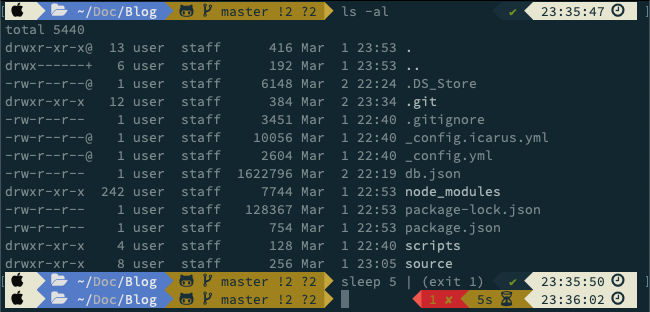 ~/Doc/Blog master !2 ?2 ls -al ✔ 23:35:47
total 5440
drwxr-xr-x@ 13 user staff 416 Mar 1 23:53 .
drwx------+ 6 user staff 192 Mar 1 23:53 ..
-rw-r--r--@ 1 user staff 6148 Mar 2 22:24 .DS_Store
drwxr-xr-x 12 user staff 384 Mar 2 23:34 .git
-rw-r--r-- 1 user staff 3451 Mar 1 22:40 .gitignore
-rw-r--r--@ 1 user staff 10056 Mar 1 22:40 _config.icarus.yml
-rw-r--r--@ 1 user staff 2604 Mar 1 22:40 _config.yml
-rw-r--r-- 1 user staff 1622796 Mar 2 22:19 db.json
drwxr-xr-x 242 user staff 7744 Mar 1 22:53 node_modules
-rw-r--r-- 1 user staff 128367 Mar 1 22:53 package-lock.json
-rw-r--r-- 1 user staff 754 Mar 1 22:53 package.json
drwxr-xr-x 4 user staff 128 Mar 1 22:40 scripts
drwxr-xr-x 8 user staff 256 Mar 1 23:05 source
~/Doc/Blog master !2 ?2 sleep 5 | (exit 1) ✔ 23:35:50
~/Doc/Blog master !2 ?2 1 ✘ 5s 23:36:02